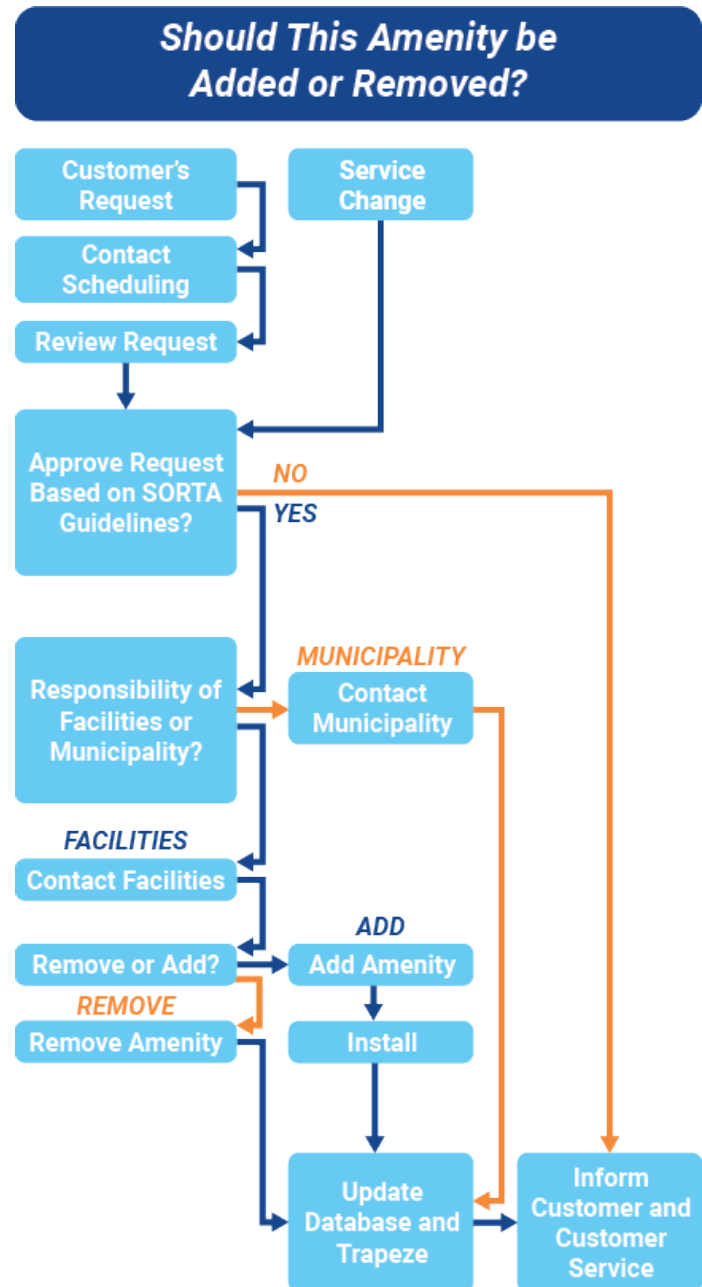 Should This Amenity be
Added or Removed?
Customer's
Request
Service
Change
Contact
Scheduling
Review Request
Approve Request
Based on SORTA
Guidelines?
NO
YES
Responsibility of
Facilities or
Municipality?
MUNICIPALITY
Contact
Municipality
FACILITIES
Contact Facilities
Remove or Add?
ADD
Add Amenity
REMOVE
Remove Amenity
Install
Update
Database and
Trapeze
Inform
Customer and
Customer
Service